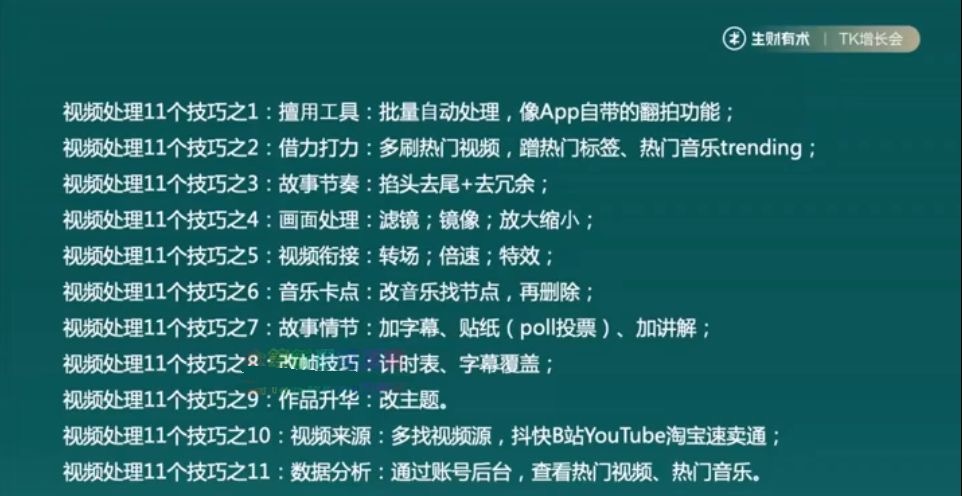 生财有术 | TK增长会
视频处理11个技巧之1：擅用工具：批量自动处理，像App自带的翻拍功能；
视频处理11个技巧之2：借力打力：多刷热门视频，蹭热门标签、热门音乐trending；
视频处理11个技巧之3：故事节奏：掐头去尾+去冗余；
视频处理11个技巧之4：画面处理：滤镜；镜像；放大缩小；
视频处理11个技巧之5：视频衔接：转场；倍速；特效；
视频处理11个技巧之6：音乐卡点：改音乐找节点，再删除；
视频处理11个技巧之7：故事情节：加字幕、贴纸（poll投票）、加讲解；
视频处理11个技巧之8：改帧技巧：计时表、字幕覆盖；
视频处理11个技巧之9：作品升华：改主题。
视频处理11个技巧之10：视频来源：多找视频源，抖快B站YouTube淘宝速卖通；
视频处理11个技巧之11：数据分析：通过账号后台，查看热门视频、热门音乐。